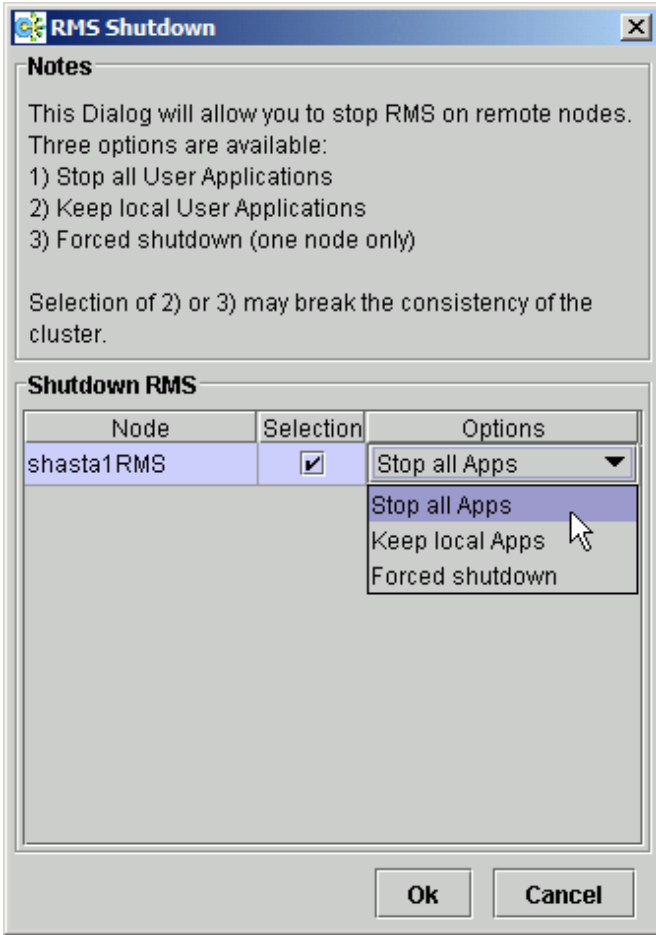 RMS Shutdown
Notes
This Dialog will allow you to stop RMS on remote nodes.
Three options are available:
1) Stop all User Applications
2) Keep local User Applications
3) Forced shutdown (one node only)
Selection of 2) or 3) may break the consistency of the
cluster.
Shutdown RMS
Node Selection Options
shasta1RMS Stop all Apps
Stop all Apps
Keep local Apps
Forced shutdown
Ok Cancel